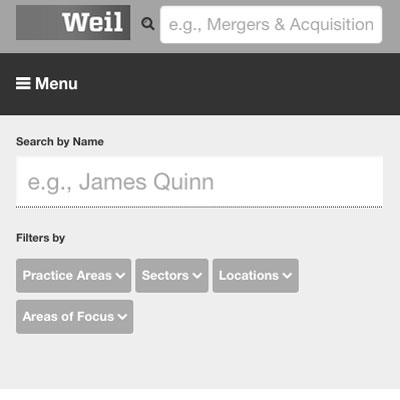 Weil
e.g., Mergers & Acquisition
Menu
Search by Name
e.g., James Quinn
Filters by
Practice Areas Sectors Locations
Areas of Focus